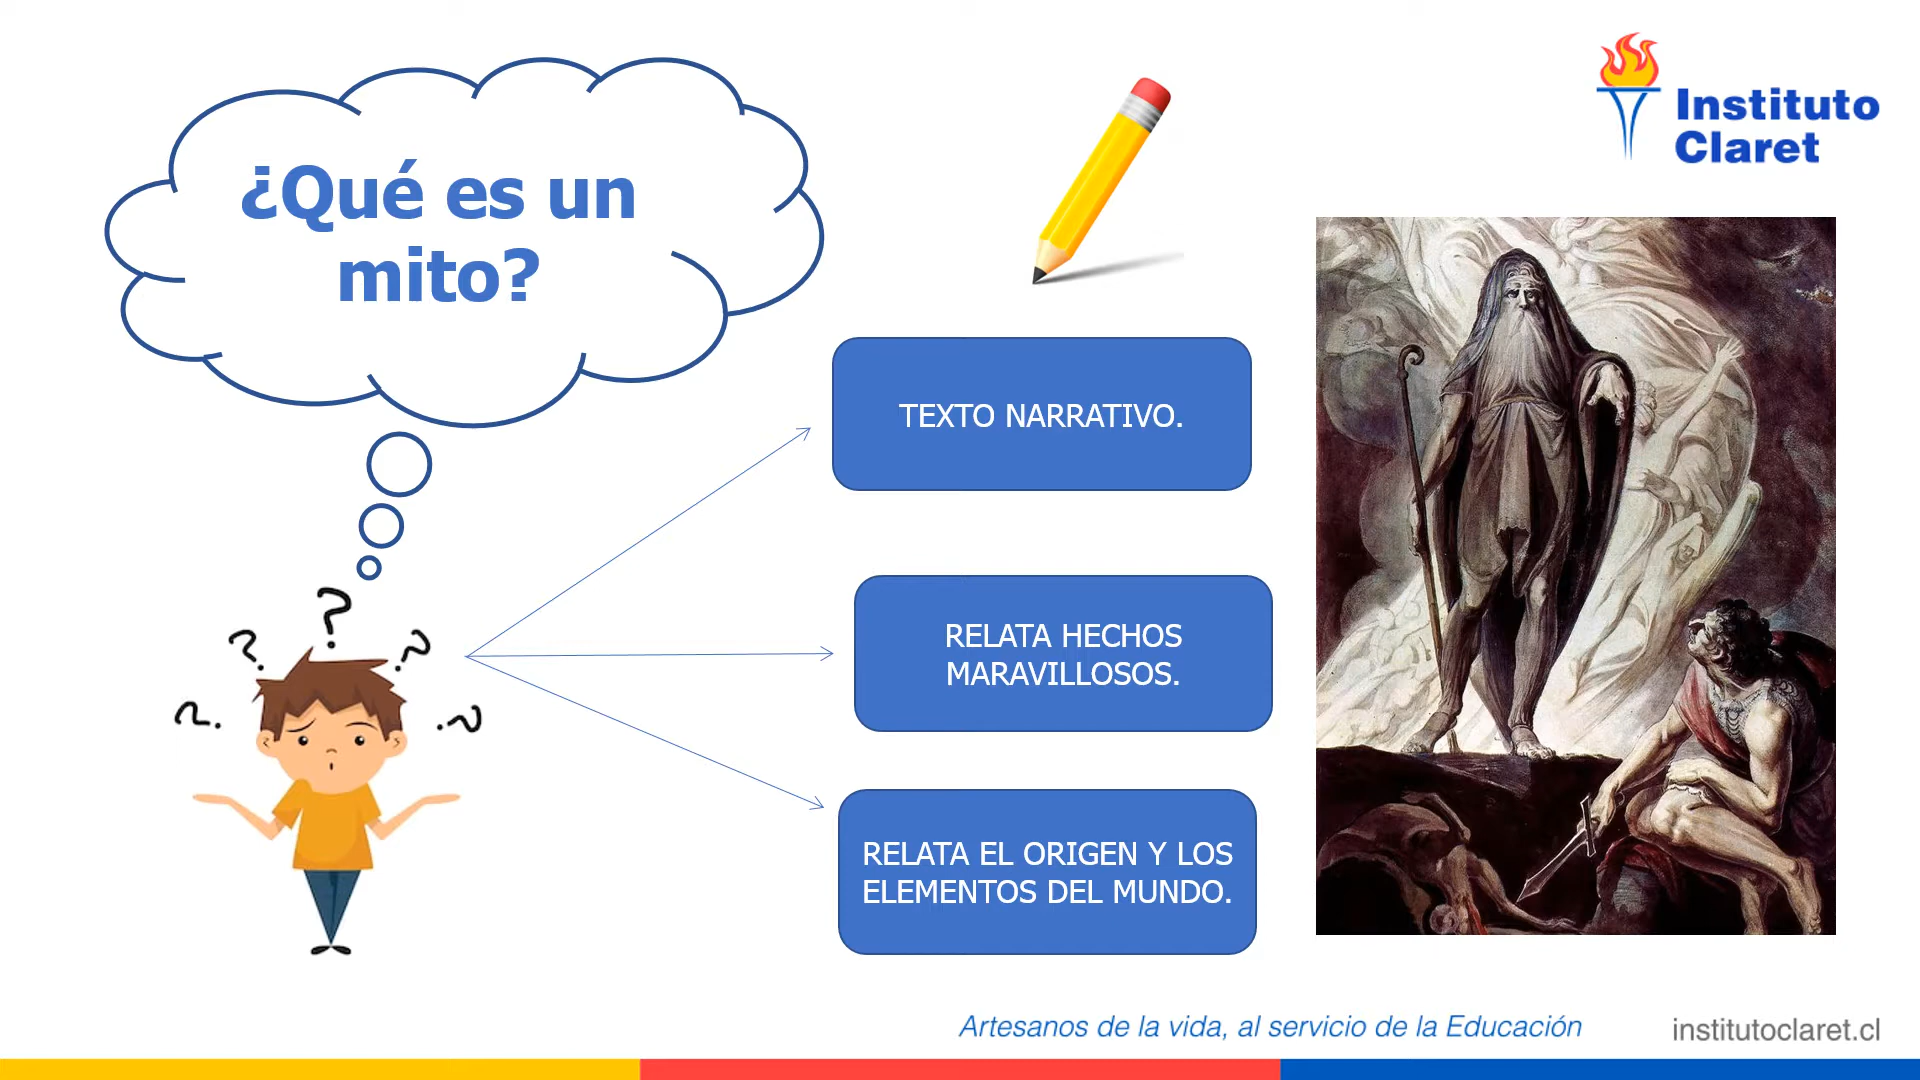 ¿Qué es un
mito?
Instituto
Claret
TEXTO NARRATIVO.
RELATA HECHOS
MARAVILLOSOS.
RELATA EL ORIGEN Y LOS
ELEMENTOS DEL MUNDO.
Artesanos de la vida, al servicio de la Educación
institutoclaret.cl